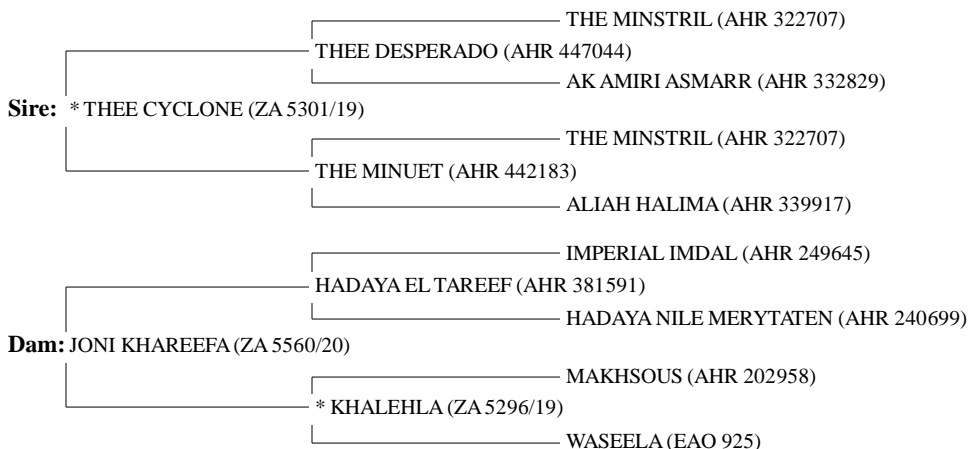 THE MINSTRIL (AHR 322707)
THEE DESPERADO (AHR 447044)
AK AMIRI ASMARR (AHR 332829)
Sire: * THEE CYCLONE (ZA 5301/19)
THE MINSTRIL (AHR 322707)
THE MINUET (AHR 442183)
ALIAH HALIMA (AHR 339917)
IMPERIAL IMDAL (AHR 249645)
HADAYA EL TAREEF (AHR 381591)
HADAYA NILE MERYTATEN (AHR 240699)
Dam: JONI KHAREEFA (ZA 5560/20)
MAKHSOUS (AHR 202958)
* KHALEHLA (ZA 5296/19)
WASEELA (EAO 925)